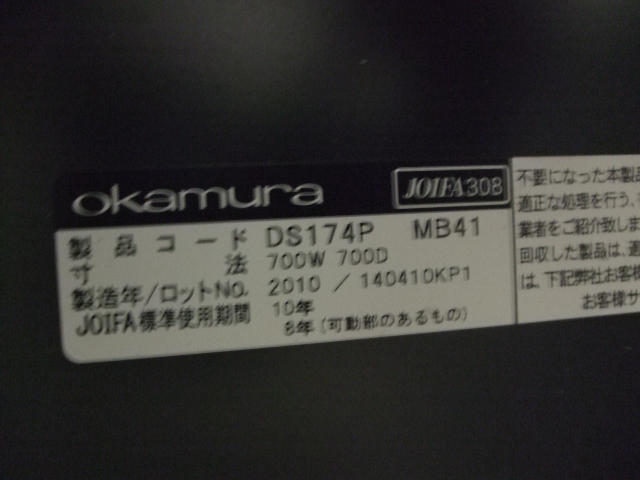 okamura
JOIFA308
製品コード DS174P MB41
寸法 700W 700D
製造年/ロットNo. 2010 / 140410KP1
JOIFA標準使用期間 10年
8年(可動部のあるもの)
不要になった本製品
適正な処理を行う、
業者をご紹介致しま
回収した製品は、適
は、下記弊社お客様
お客様サ